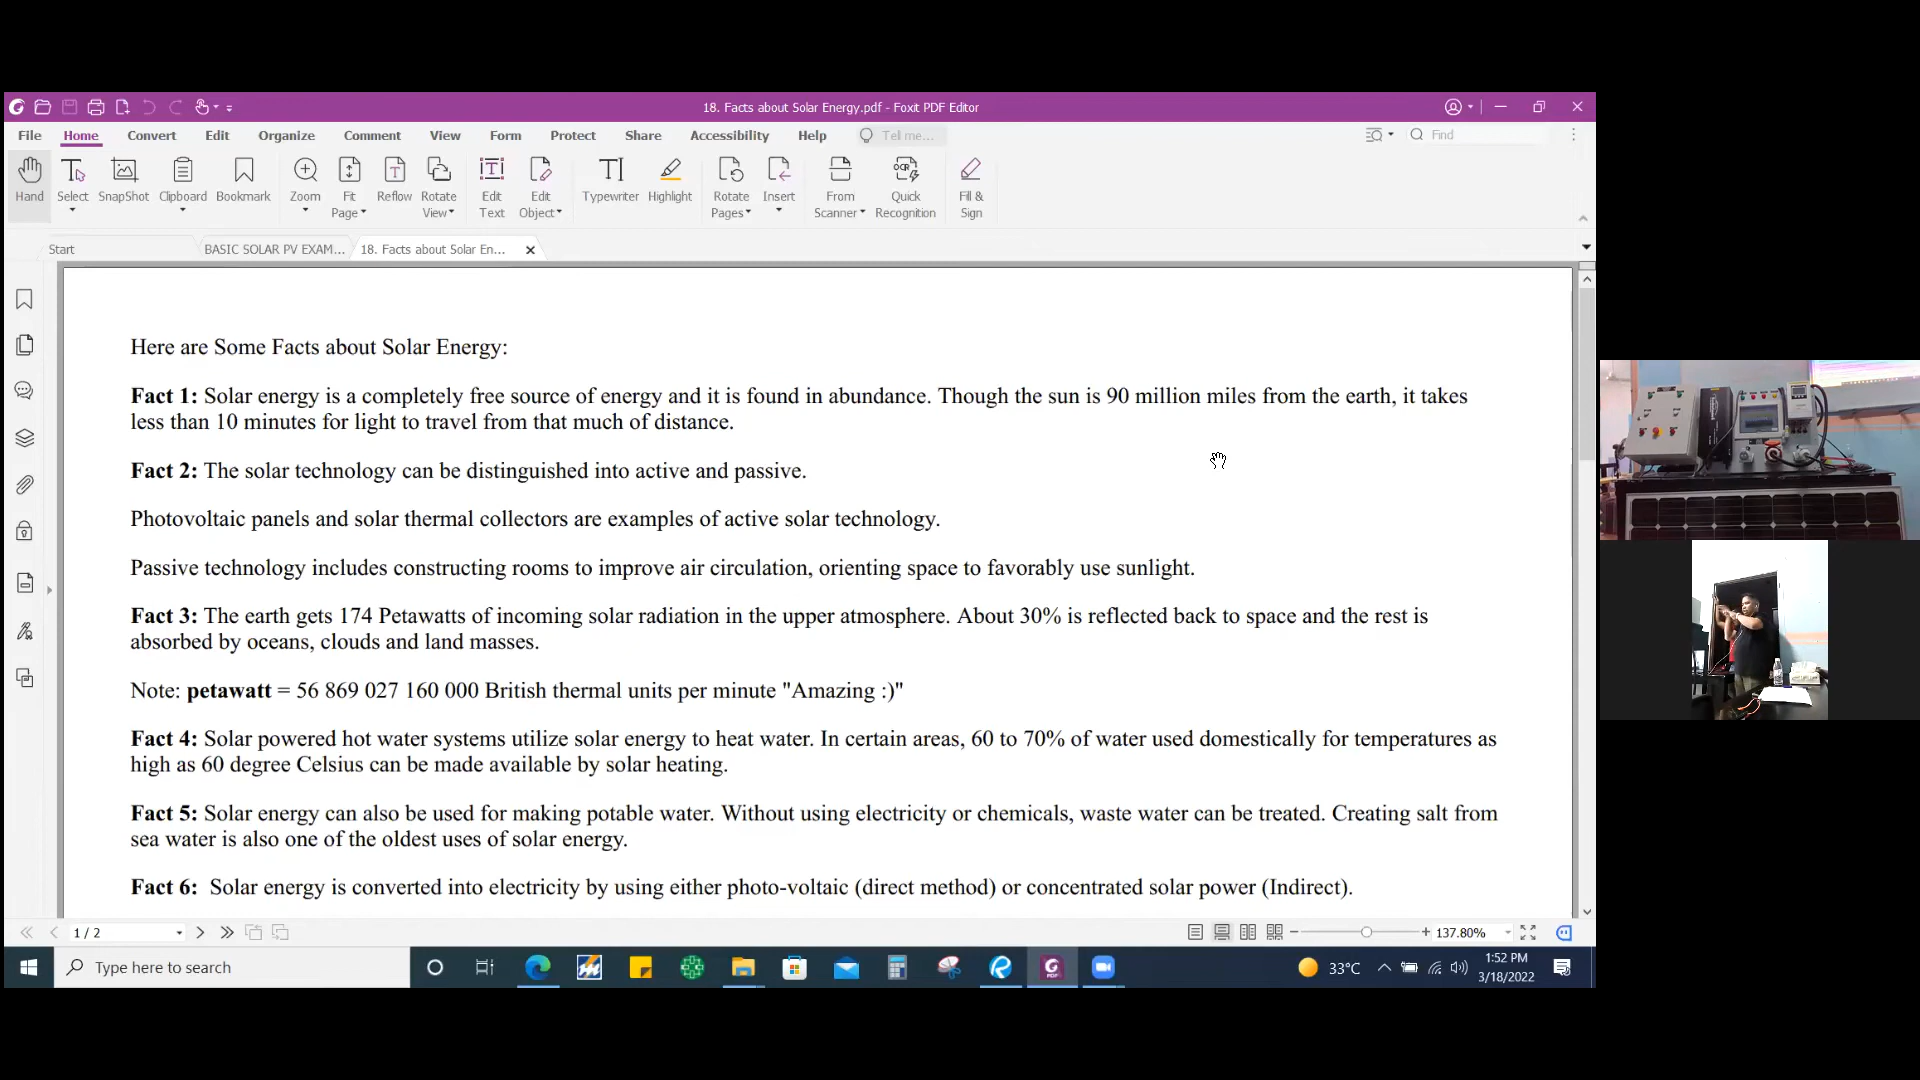 18. Facts about Solar Energy.pdf - Foxit PDF Editor
File Home Convert Edit Organize Comment View Form Protect Share Accessibility Help Tell me... Find
Hand Select SnapShot Clipboard Bookmark Zoom Fit Page Reflow Rotate View Edit Text Edit Object Typewriter Highlight Rotate Pages Insert From Scanner Quick Recognition Fill & Sign
Start BASIC SOLAR PV EXAM... 18. Facts about Solar En...
Here are Some Facts about Solar Energy:
Fact 1: Solar energy is a completely free source of energy and it is found in abundance. Though the sun is 90 million miles from the earth, it takes
less than 10 minutes for light to travel from that much of distance.
Fact 2: The solar technology can be distinguished into active and passive.
Photovoltaic panels and solar thermal collectors are examples of active solar technology.
Passive technology includes constructing rooms to improve air circulation, orienting space to favorably use sunlight.
Fact 3: The earth gets 174 Petawatts of incoming solar radiation in the upper atmosphere. About 30% is reflected back to space and the rest is
absorbed by oceans, clouds and land masses.
Note: petawatt = 56 869 027 160 000 British thermal units per minute "Amazing :)"
Fact 4: Solar powered hot water systems utilize solar energy to heat water. In certain areas, 60 to 70% of water used domestically for temperatures as
high as 60 degree Celsius can be made available by solar heating.
Fact 5: Solar energy can also be used for making potable water. Without using electricity or chemicals, waste water can be treated. Creating salt from
sea water is also one of the oldest uses of solar energy.
Fact 6: Solar energy is converted into electricity by using either photo-voltaic (direct method) or concentrated solar power (Indirect).
1 / 2 137.80%
Type here to search 33°C 1:52 PM
3/18/2022